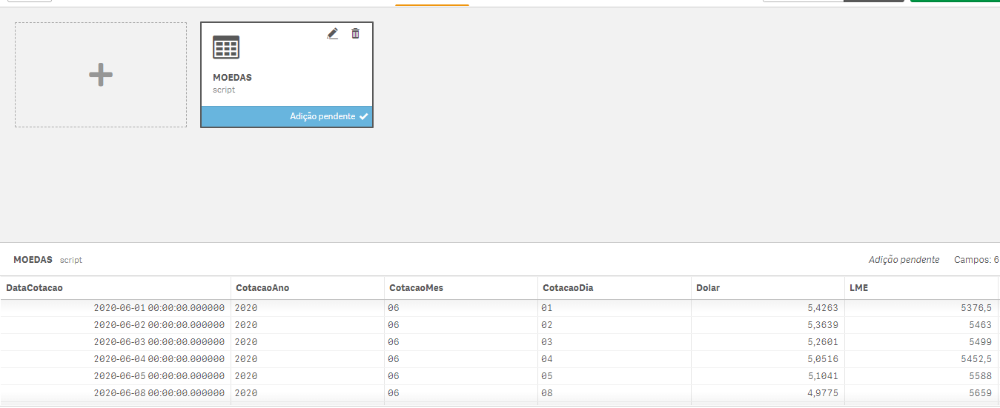 MOEDAS
script
Adição pendente
MOEDAS script Adição pendente Campos: 6
DataCotacao CotacaoAno CotacaoMes CotacaoDia Dolar LME
2020-06-01 00:00:00.000000 2020 06 01 5,4263 5376,5
2020-06-02 00:00:00.000000 2020 06 02 5,3639 5463
2020-06-03 00:00:00.000000 2020 06 03 5,2601 5499
2020-06-04 00:00:00.000000 2020 06 04 5,0516 5452,5
2020-06-05 00:00:00.000000 2020 06 05 5,1041 5588
2020-06-08 00:00:00.000000 2020 06 08 4,9775 5659